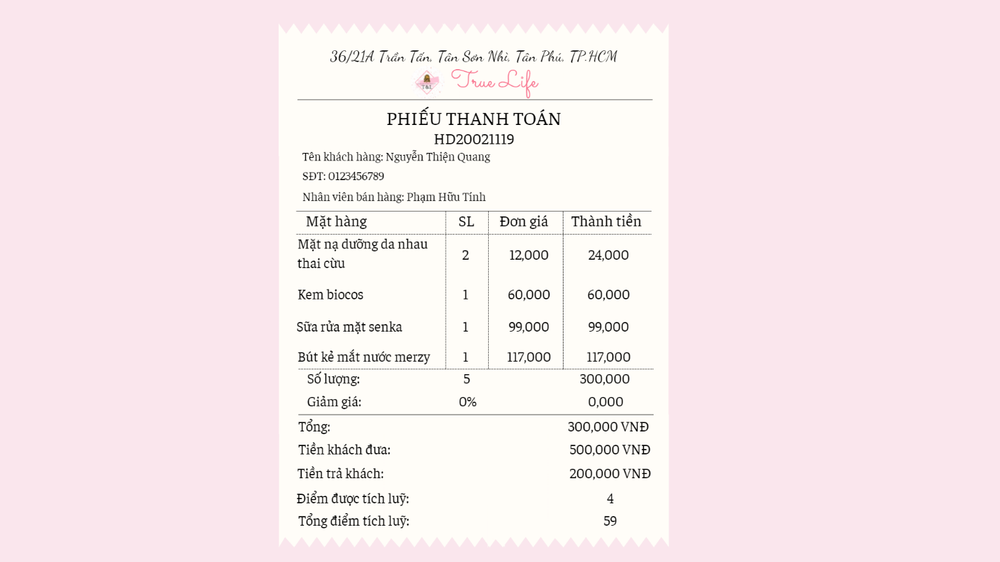 36/21A Trần Tấn, Tân Sơn Nhì, Tân Phú, TP.HCM
T&L True Life
PHIẾU THANH TOÁN
HD20021119
Tên khách hàng: Nguyễn Thiện Quang
SĐT: 0123456789
Nhân viên bán hàng: Phạm Hữu Tính
Mặt hàng SL Đơn giá Thành tiền
Mặt nạ dưỡng da nhau
thai cừu 2 12,000 24,000
Kem biocos 1 60,000 60,000
Sữa rửa mặt senka 1 99,000 99,000
Bút kẻ mắt nước merzy 1 117,000 117,000
Số lượng: 5 300,000
Giảm giá: 0% 0,000
Tổng: 300,000 VNĐ
Tiền khách đưa: 500,000 VNĐ
Tiền trả khách: 200,000 VNĐ
Điểm được tích luỹ: 4
Tổng điểm tích luỹ: 59